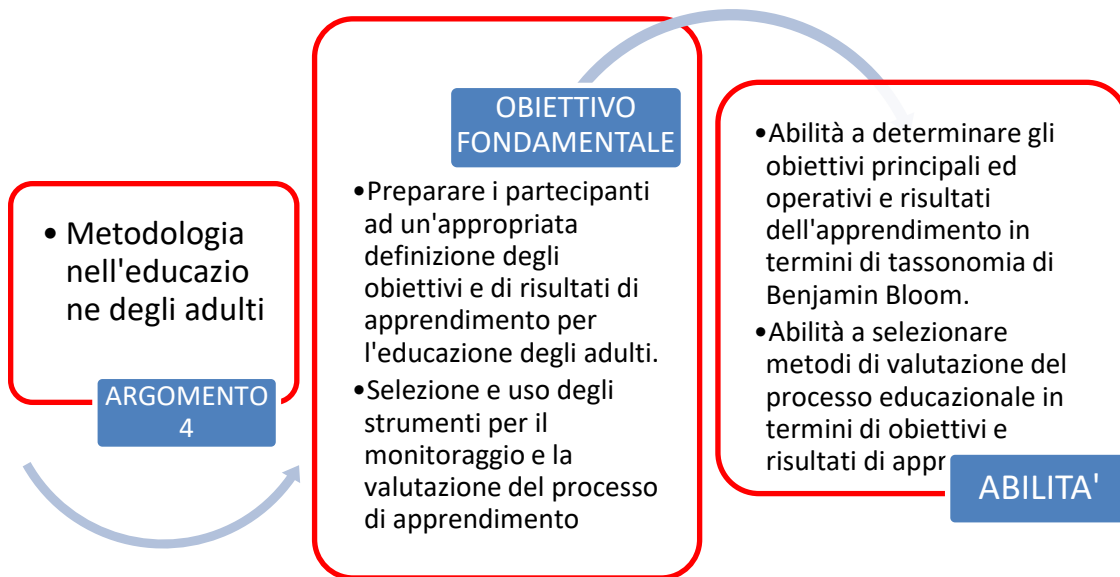 • Metodologia
nell'educazio
ne degli adulti
ARGOMENTO
4
OBIETTIVO
FONDAMENTALE
•Preparare i partecipanti
ad un'appropriata
definizione degli
obiettivi e di risultati di
apprendimento per
l'educazione degli adulti.
•Selezione e uso degli
strumenti per il
monitoraggio e la
valutazione del processo
di apprendimento
•Abilità a determinare gli
obiettivi principali ed
operativi e risultati
dell'apprendimento in
termini di tassonomia di
Benjamin Bloom.
•Abilità a selezionare
metodi di valutazione del
processo educazionale in
termini di obiettivi e
risultati di appr
ABILITA'